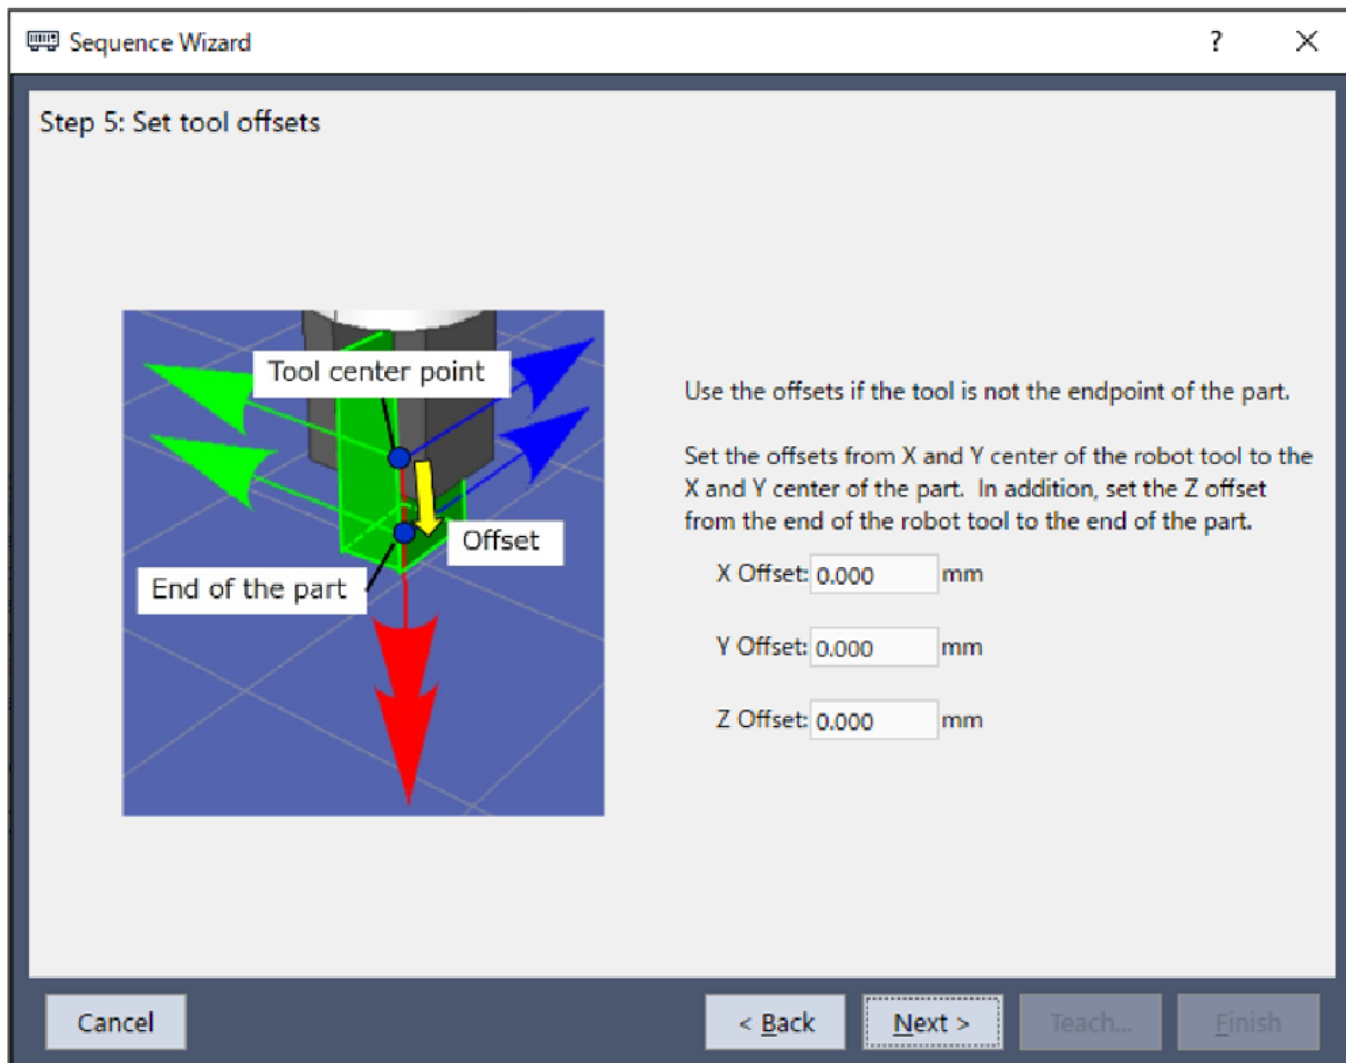 Sequence Wizard
?
Step 5: Set tool offsets
Tool center point
Offset
End of the part
Use the offsets if the tool is not the endpoint of the part.
Set the offsets from X and Y center of the robot tool to the
X and Y center of the part.  In addition, set the Z offset
from the end of the robot tool to the end of the part.
X Offset: 0.000 mm
Y Offset: 0.000 mm
Z Offset: 0.000 mm
Cancel
< Back
Next >
Teach...
Finish